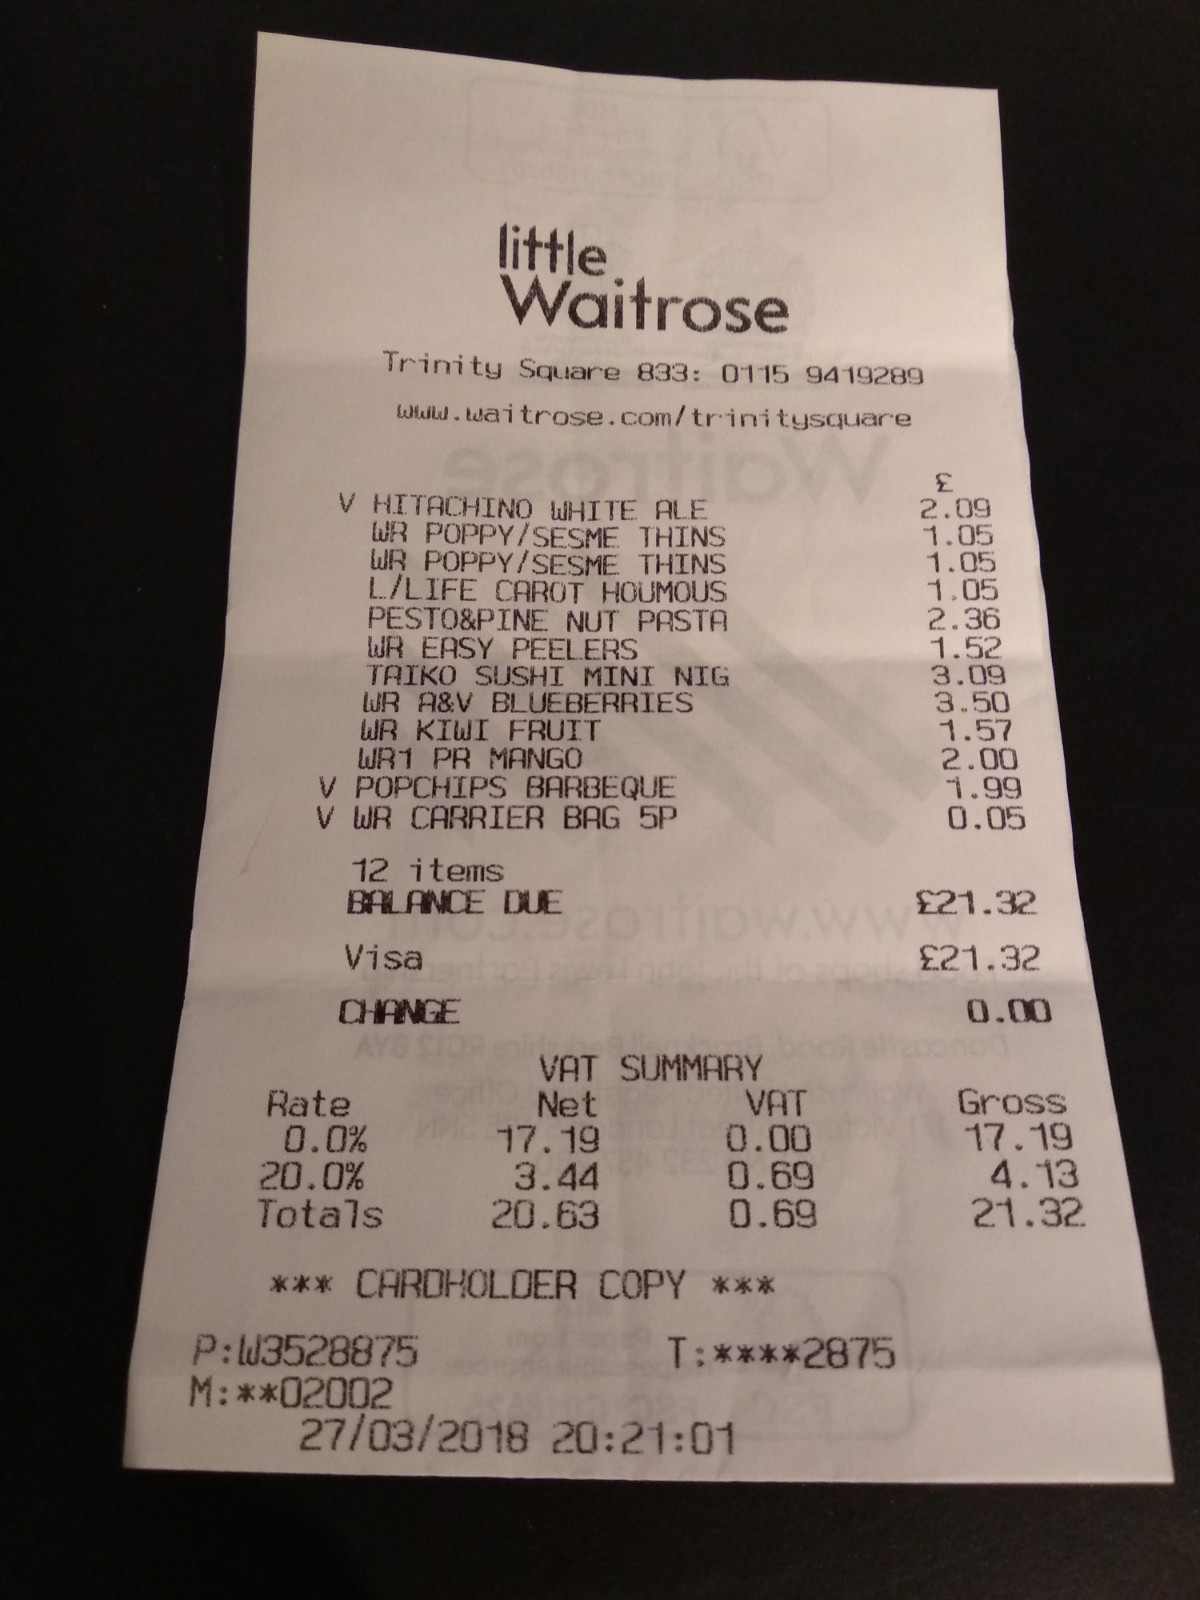 little
Waitrose
Trinity Square 833: 0115 9419289
www.waitrose.com/trinitysquare
£
V HITACHINO WHITE ALE 2.09
WR POPPY/SESME THINS 1.05
WR POPPY/SESME THINS 1.05
L/LIFE CAROT HOUMOUS 1.05
PESTO&PINE NUT PASTA 2.36
WR EASY PEELERS 1.52
TAIKO SUSHI MINI NIG 3.09
WR A&V BLUEBERRIES 3.50
WR KIWI FRUIT 1.57
WR1 PR MANGO 2.00
V POPCHIPS BARBEQUE 1.99
V WR CARRIER BAG 5P 0.05
12 items
BALANCE DUE £21.32
Visa £21.32
CHANGE 0.00
VAT SUMMARY
Rate Net VAT Gross
0.0% 17.19 0.00 17.19
20.0% 3.44 0.69 4.13
Totals 20.63 0.69 21.32
*** CARDHOLDER COPY ***
P:W3528875 T:****2875
M:**02002
27/03/2018 20:21:01